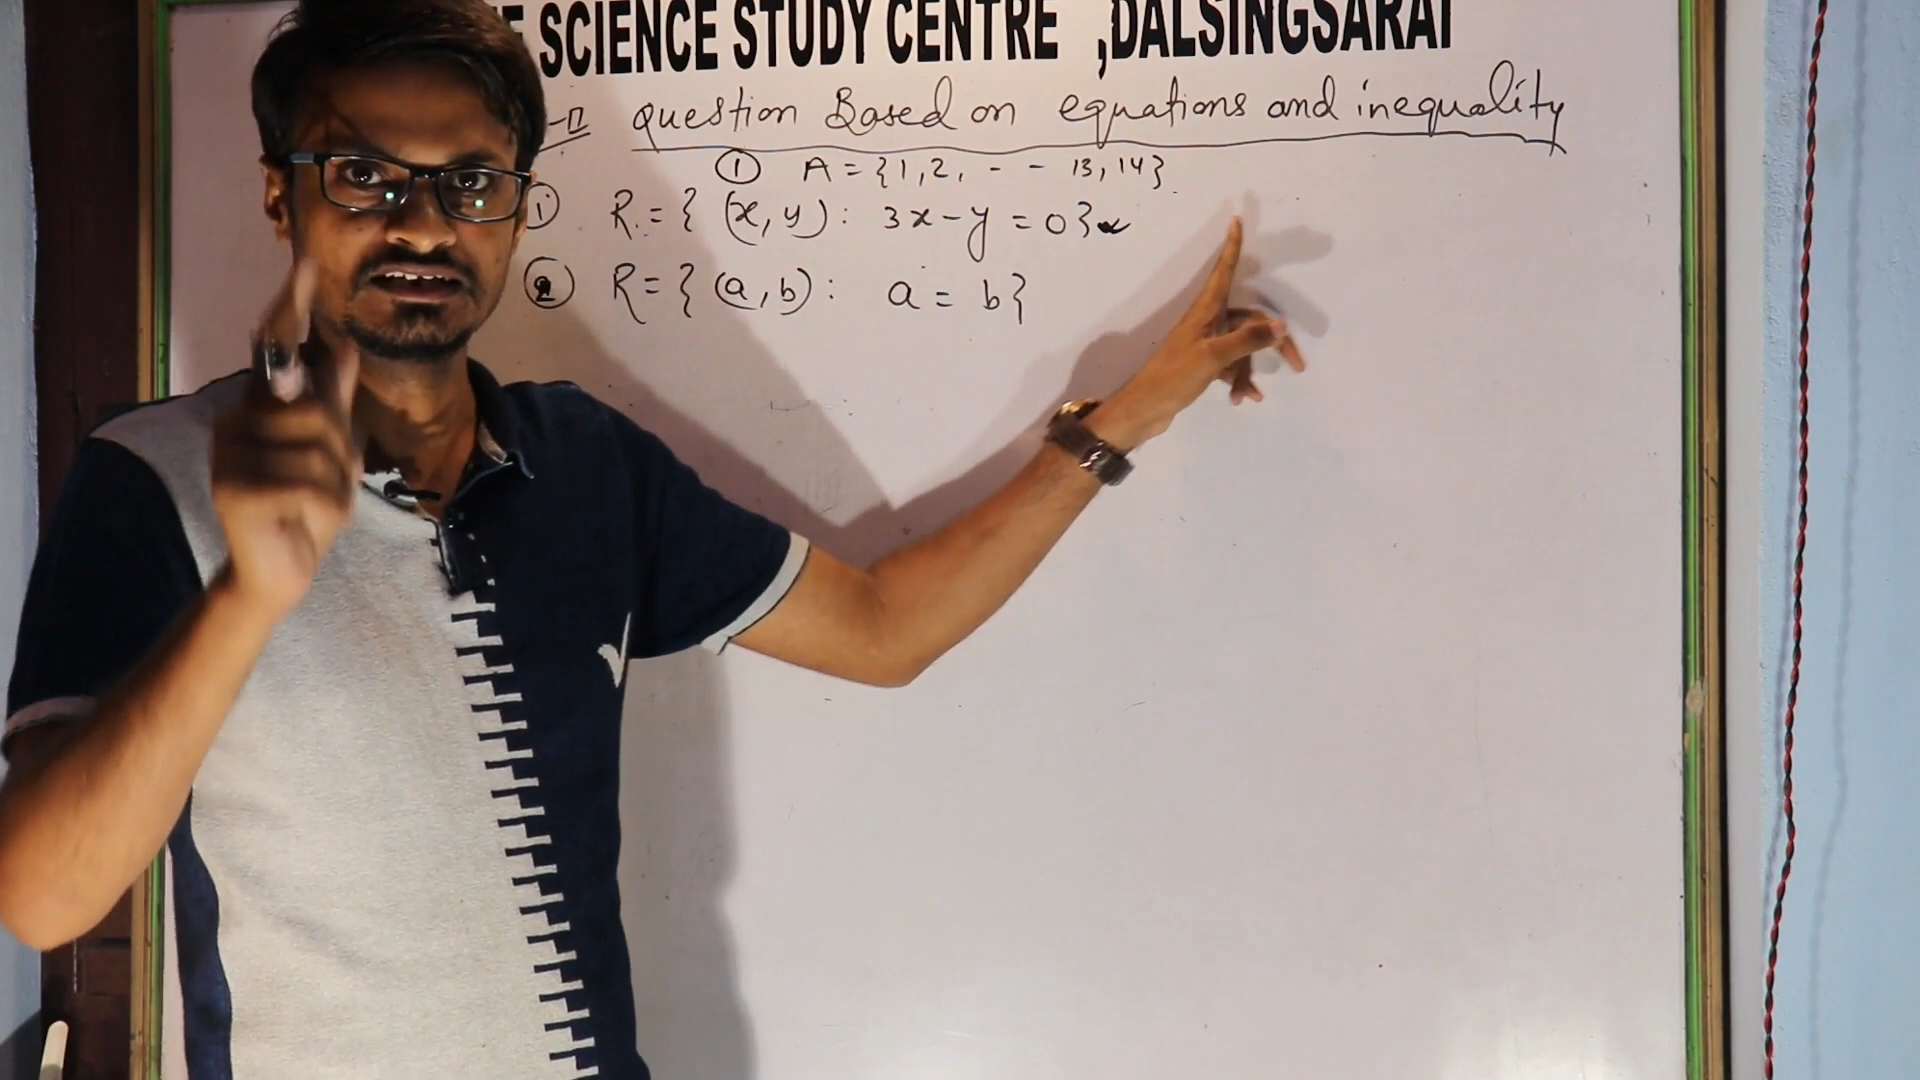 SCIENCE STUDY CENTRE ,DALSINGSARAI
-II question Based on equations and inequality
① A = {1, 2, - - 13, 14}
① R = { (x, y) : 3x - y = 0}
② R = { (a, b) : a = b}